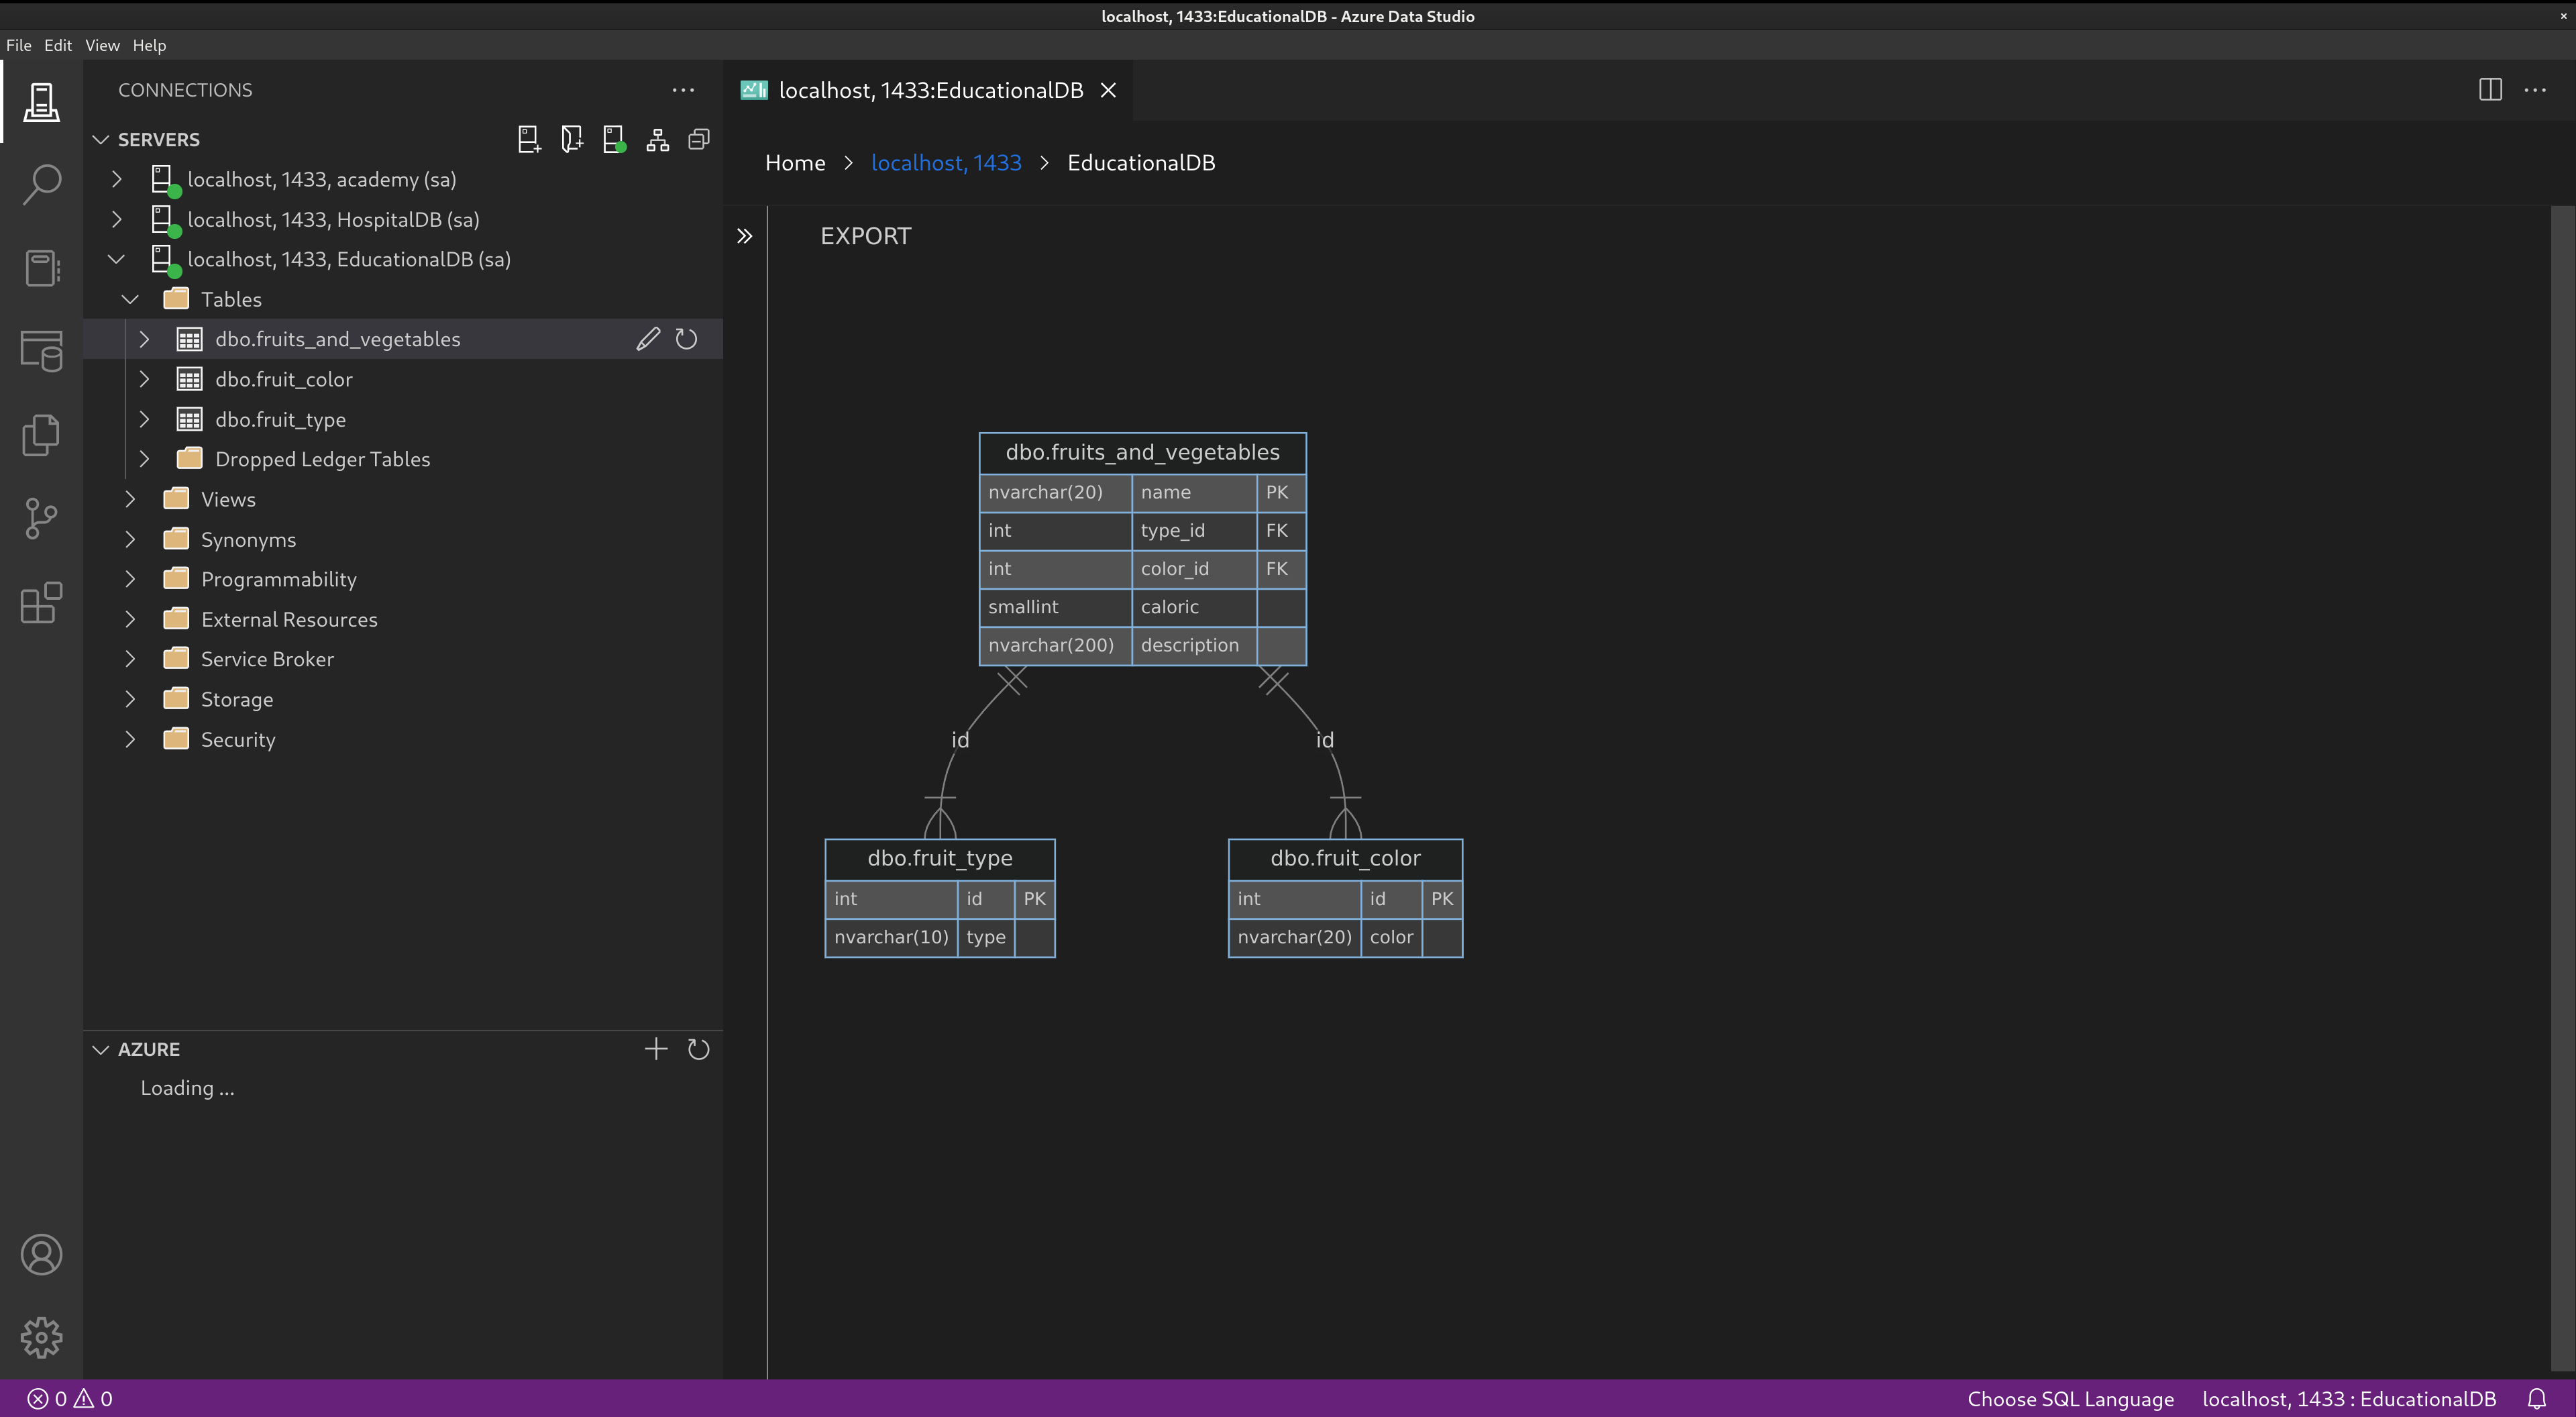 localhost, 1433:EducationalDB - Azure Data Studio
File Edit View Help
CONNECTIONS
SERVERS
localhost, 1433, academy (sa)
localhost, 1433, HospitalDB (sa)
localhost, 1433, EducationalDB (sa)
Tables
dbo.fruits_and_vegetables
dbo.fruit_color
dbo.fruit_type
Dropped Ledger Tables
Views
Synonyms
Programmability
External Resources
Service Broker
Storage
Security
AZURE
Loading ...
localhost, 1433:EducationalDB
Home > localhost, 1433 > EducationalDB
EXPORT
dbo.fruits_and_vegetables
nvarchar(20) name PK
int type_id FK
int color_id FK
smallint caloric
nvarchar(200) description
id id
dbo.fruit_type
int id PK
nvarchar(10) type
dbo.fruit_color
int id PK
nvarchar(20) color
0 0
Choose SQL Language localhost, 1433 : EducationalDB